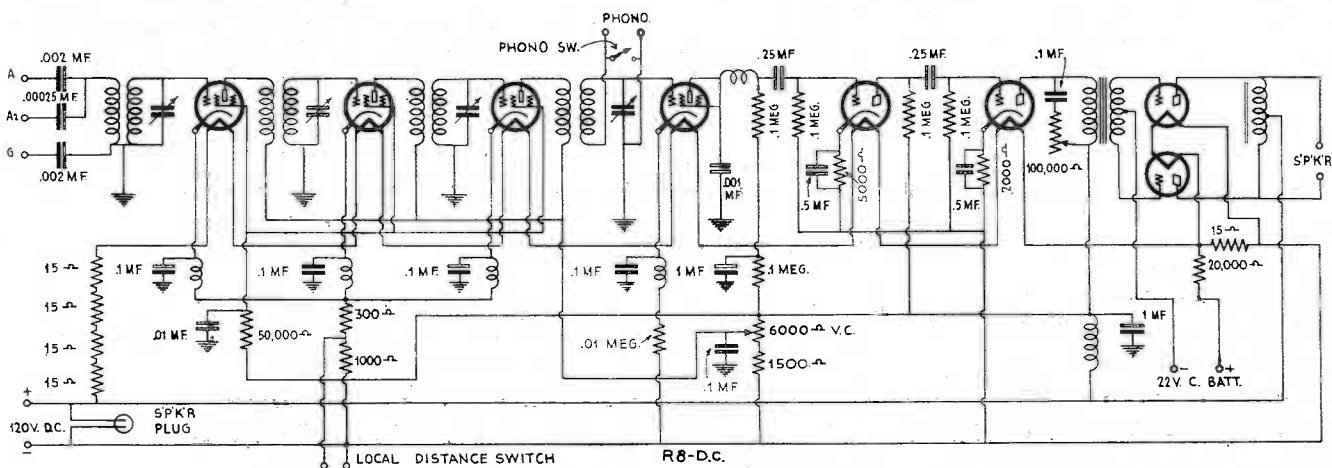 PHONO.
PHONO SW.
.002 MF.
A
.00025 MF.
A1
G
.002 MF.
.25 MF.
.25 MF.
.1 MF.
.1 MEG.
.1 MEG.
.1 MEG.
.1 MEG.
.001 MF.
5000 Ω
.5 MF.
2000 Ω
.5 MF.
100,000 Ω
S'P'K'R
15 Ω
20,000 Ω
15 Ω
15 Ω
15 Ω
15 Ω
.1 MF.
.1 MF.
.1 MF.
.1 MF
1 MF
.1 MEG.
.01 MF.
50,000 Ω
300 Ω
1000 Ω
.01 MEG.
6000 Ω V.C.
1500 Ω
.1 MF
1 MF
- +
22V. C. BATT.
+
120V. D.C.
-
S'P'K'R
PLUG
LOCAL DISTANCE SWITCH
R8-D.C.